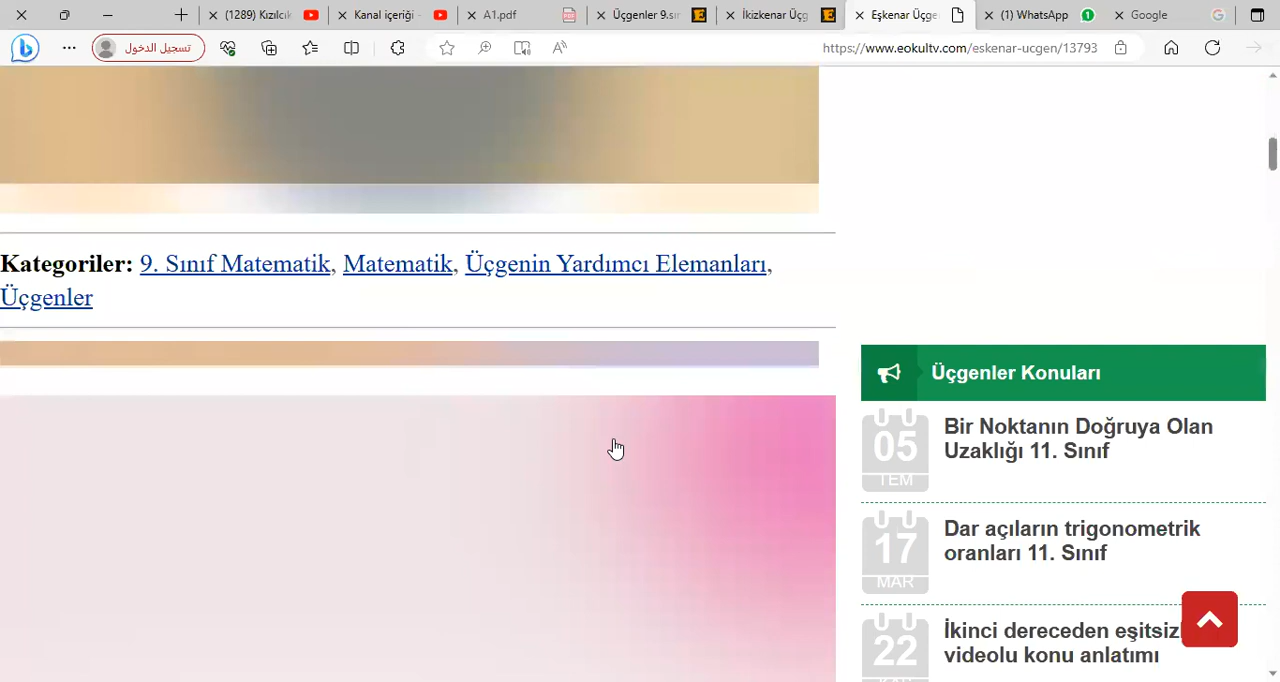 (1289) Kızılcık
Kanal içeriği -
A1.pdf
Üçgenler 9.sın
İkizkenar Üçg
Eşkenar Üçge
(1) WhatsApp
Google
تسجيل الدخول
https://www.eokultv.com/eskenar-ucgen/13793
Kategoriler: 9. Sınıf Matematik, Matematik, Üçgenin Yardımcı Elemanları,
Üçgenler
Üçgenler Konuları
05
TEM
Bir Noktanın Doğruya Olan
Uzaklığı 11. Sınıf
17
MAR
Dar açıların trigonometrik
oranları 11. Sınıf
22
İkinci dereceden eşitsizl
videolu konu anlatımı